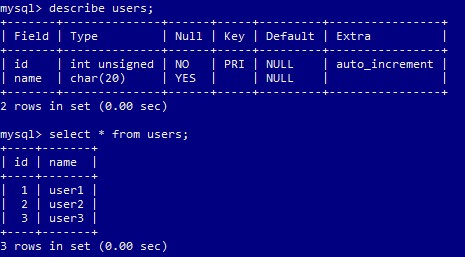 mysql> describe users;
+-------+--------------+------+-----+---------+----------------+
| Field | Type         | Null | Key | Default | Extra          |
+-------+--------------+------+-----+---------+----------------+
| id    | int unsigned | NO   | PRI | NULL    | auto_increment |
| name  | char(20)     | YES  |     | NULL    |                |
+-------+--------------+------+-----+---------+----------------+
2 rows in set (0.00 sec)
mysql> select * from users;
+----+-------+
| id | name  |
+----+-------+
|  1 | user1 |
|  2 | user2 |
|  3 | user3 |
+----+-------+
3 rows in set (0.00 sec)